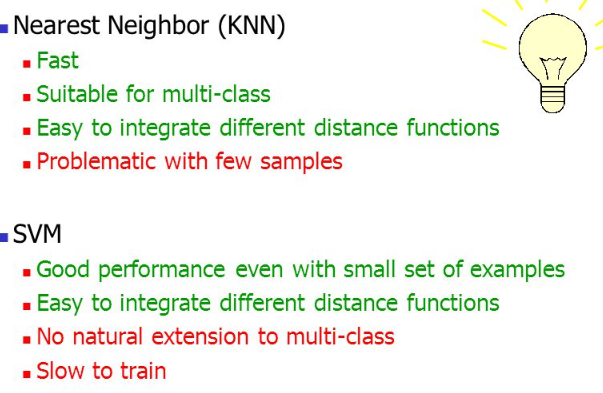 Nearest Neighbor (KNN)
Fast
Suitable for multi-class
Easy to integrate different distance functions
Problematic with few samples
SVM
Good performance even with small set of examples
Easy to integrate different distance functions
No natural extension to multi-class
Slow to train